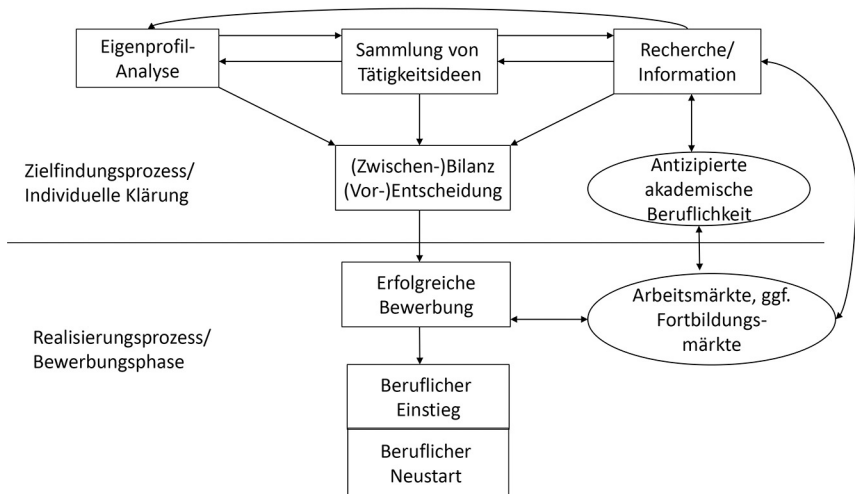 Eigenprofil-
Analyse
Sammlung von
Tätigkeitsideen
Recherche/
Information
Zielfindungsprozess/
Individuelle Klärung
(Zwischen-)Bilanz
(Vor-)Entscheidung
Antizipierte
akademische
Beruflichkeit
Realisierungsprozess/
Bewerbungsphase
Erfolgreiche
Bewerbung
Arbeitsmärkte, ggf.
Fortbildungs-
märkte
Beruflicher
Einstieg
Beruflicher
Neustart